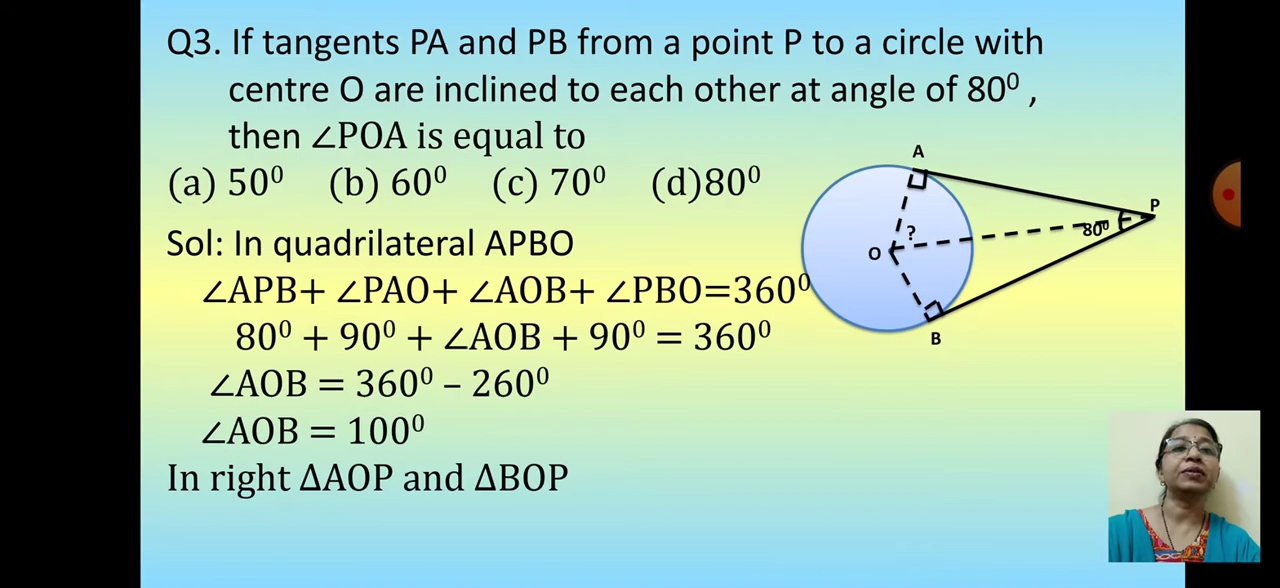 Q3. If tangents PA and PB from a point P to a circle with
centre O are inclined to each other at angle of 80⁰ ,
then ∠POA is equal to
(a) 50⁰ (b) 60⁰ (c) 70⁰ (d)80⁰
Sol: In quadrilateral APBO
∠APB+ ∠PAO+ ∠AOB+ ∠PBO=360⁰
80⁰ + 90⁰ + ∠AOB + 90⁰ = 360⁰
∠AOB = 360⁰ – 260⁰
∠AOB = 100⁰
In right ΔAOP and ΔBOP
A
P
80⁰
?
O
B